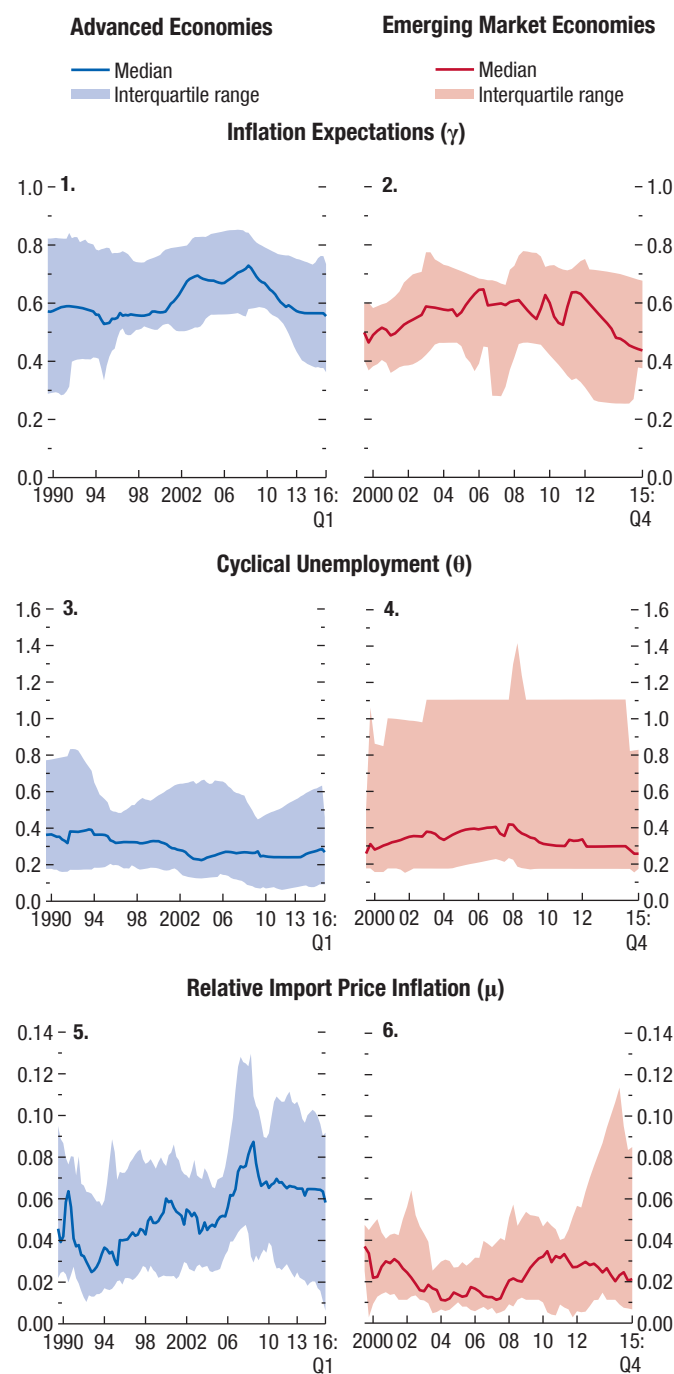 Advanced Economies
Emerging Market Economies
Median
Interquartile range
Median
Interquartile range
Inflation Expectations (γ)
1.
1.0
0.8
0.6
0.4
0.2
0.0
1990 94 98 2002 06 10 13 16:
Q1
2.
1.0
0.8
0.6
0.4
0.2
0.0
2000 02 04 06 08 10 12 15:
Q4
Cyclical Unemployment (θ)
3.
1.6
1.4
1.2
1.0
0.8
0.6
0.4
0.2
0.0
1990 94 98 2002 06 10 13 16:
Q1
4.
1.6
1.4
1.2
1.0
0.8
0.6
0.4
0.2
0.0
2000 02 04 06 08 10 12 15:
Q4
Relative Import Price Inflation (μ)
5.
0.14
0.12
0.10
0.08
0.06
0.04
0.02
0.00
1990 94 98 2002 06 10 13 16:
Q1
6.
0.14
0.12
0.10
0.08
0.06
0.04
0.02
0.00
2000 02 04 06 08 10 12 15:
Q4